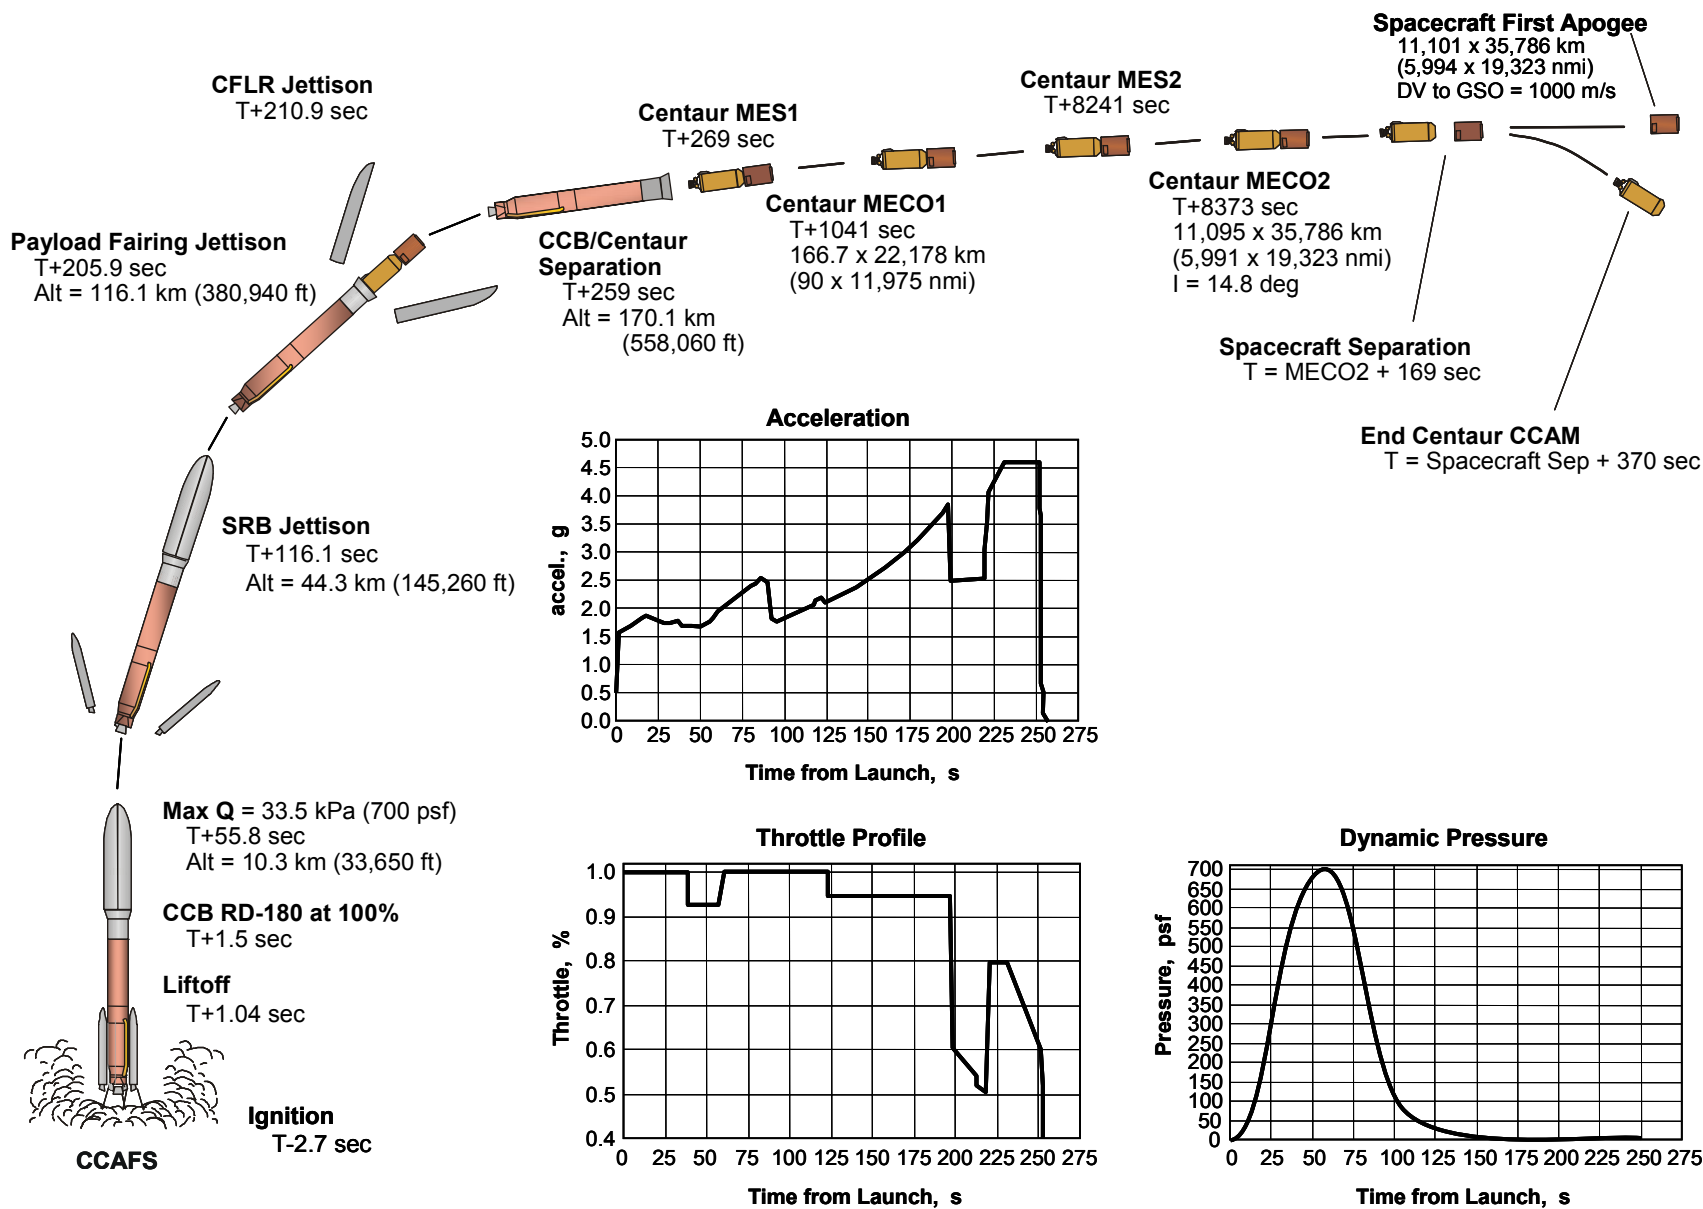 Spacecraft First Apogee
11,101 x 35,786 km
(5,994 x 19,323 nmi)
DV to GSO = 1000 m/s
CFLR Jettison
T+210.9 sec
Centaur MES1
T+269 sec
Centaur MES2
T+8241 sec
Centaur MECO1
T+1041 sec
166.7 x 22,178 km
(90 x 11,975 nmi)
Centaur MECO2
T+8373 sec
11,095 x 35,786 km
(5,991 x 19,323 nmi)
I = 14.8 deg
Payload Fairing Jettison
T+205.9 sec
Alt = 116.1 km (380,940 ft)
CCB/Centaur
Separation
T+259 sec
Alt = 170.1 km
(558,060 ft)
Spacecraft Separation
T = MECO2 + 169 sec
End Centaur CCAM
T = Spacecraft Sep + 370 sec
SRB Jettison
T+116.1 sec
Alt = 44.3 km (145,260 ft)
Acceleration
accel., g
5.0
4.5
4.0
3.5
3.0
2.5
2.0
1.5
1.0
0.5
0.0
0 25 50 75 100 125 150 175 200 225 250 275
Time from Launch, s
Max Q = 33.5 kPa (700 psf)
T+55.8 sec
Alt = 10.3 km (33,650 ft)
CCB RD-180 at 100%
T+1.5 sec
Liftoff
T+1.04 sec
Ignition
T-2.7 sec
CCAFS
Throttle Profile
Throttle, %
1.0
0.9
0.8
0.7
0.6
0.5
0.4
0 25 50 75 100 125 150 175 200 225 250 275
Time from Launch, s
Dynamic Pressure
Pressure, psf
700
650
600
550
500
450
400
350
300
250
200
150
100
50
0
0 25 50 75 100 125 150 175 200 225 250 275
Time from Launch, s